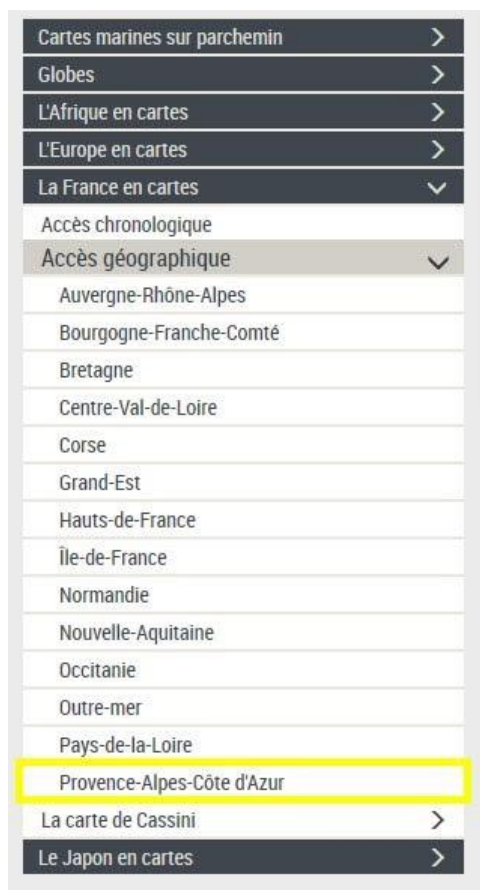 Cartes marines sur parchemin
Globes
L'Afrique en cartes
L'Europe en cartes
La France en cartes
Accès chronologique
Accès géographique
Auvergne-Rhône-Alpes
Bourgogne-Franche-Comté
Bretagne
Centre-Val-de-Loire
Corse
Grand-Est
Hauts-de-France
Île-de-France
Normandie
Nouvelle-Aquitaine
Occitanie
Outre-mer
Pays-de-la-Loire
Provence-Alpes-Côte d'Azur
La carte de Cassini
Le Japon en cartes